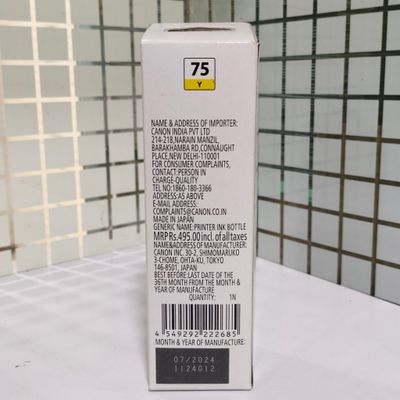 75
Y
NAME & ADDRESS OF IMPORTER:
CANON INDIA PVT LTD
214-218,NARAIN MANZIL,
BARAKHAMBA RD,CONNAUGHT
PLACE,NEW DELHI-110001
FOR CONSUMER COMPLAINTS,
CONTACT:PERSON IN
CHARGE-QUALITY
TEL NO:1860-180-3366
ADDRESS:AS ABOVE
E-MAIL ADDRESS:
COMPLAINTS@CANON.CO.IN
MADE IN JAPAN
GENERIC NAME:PRINTER INK BOTTLE
MRP Rs.495.00 incl. of all taxes
NAME&ADDRESS OF MANUFACTURER:
CANON INC. 30-2, SHIMOMARUKO
3-CHOME, OHTA-KU, TOKYO
146-8501, JAPAN
BEST BEFORE:LAST DATE OF THE
36TH MONTH FROM THE MONTH &
YEAR OF MANUFACTURE
QUANTITY: 1N
4 549292 222685
MONTH & YEAR OF MANUFACTURE:
07/2024
1124G12